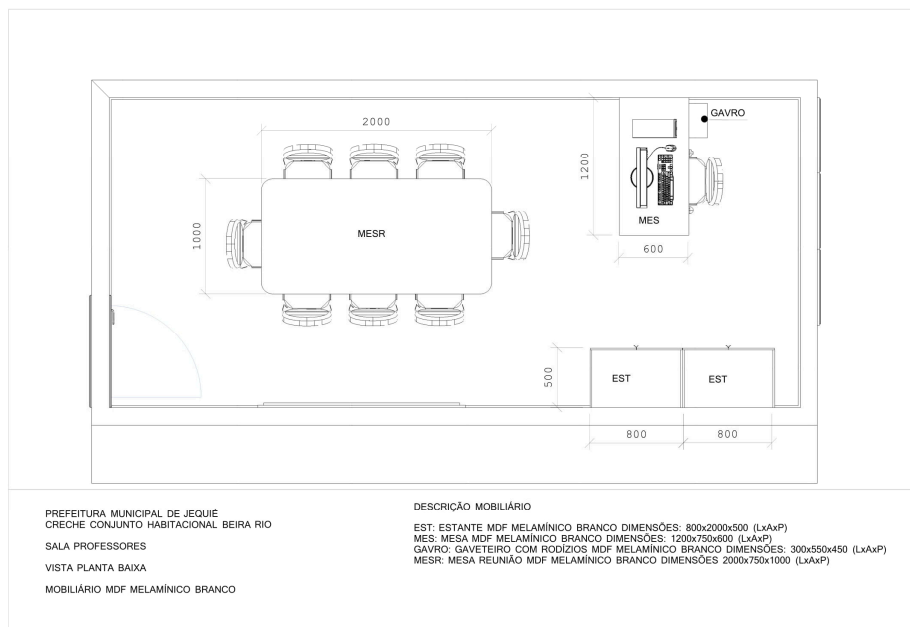 2000
GAVRO
1200
1000
MESR
MES
600
500
EST
EST
800
800
PREFEITURA MUNICIPAL DE JEQUIÉ
CRECHE CONJUNTO HABITACIONAL BEIRA RIO
SALA PROFESSORES
VISTA PLANTA BAIXA
MOBILIÁRIO MDF MELAMÍNICO BRANCO
DESCRIÇÃO MOBILIÁRIO
EST: ESTANTE MDF MELAMÍNICO BRANCO DIMENSÕES: 800x2000x500 (LxAxP)
MES: MESA MDF MELAMÍNICO BRANCO DIMENSÕES: 1200x750x600 (LxAxP)
GAVRO: GAVETEIRO COM RODÍZIOS MDF MELAMÍNICO BRANCO DIMENSÕES: 300x550x450 (LxAxP)
MESR: MESA REUNIÃO MDF MELAMÍNICO BRANCO DIMENSÕES 2000x750x1000 (LxAxP)